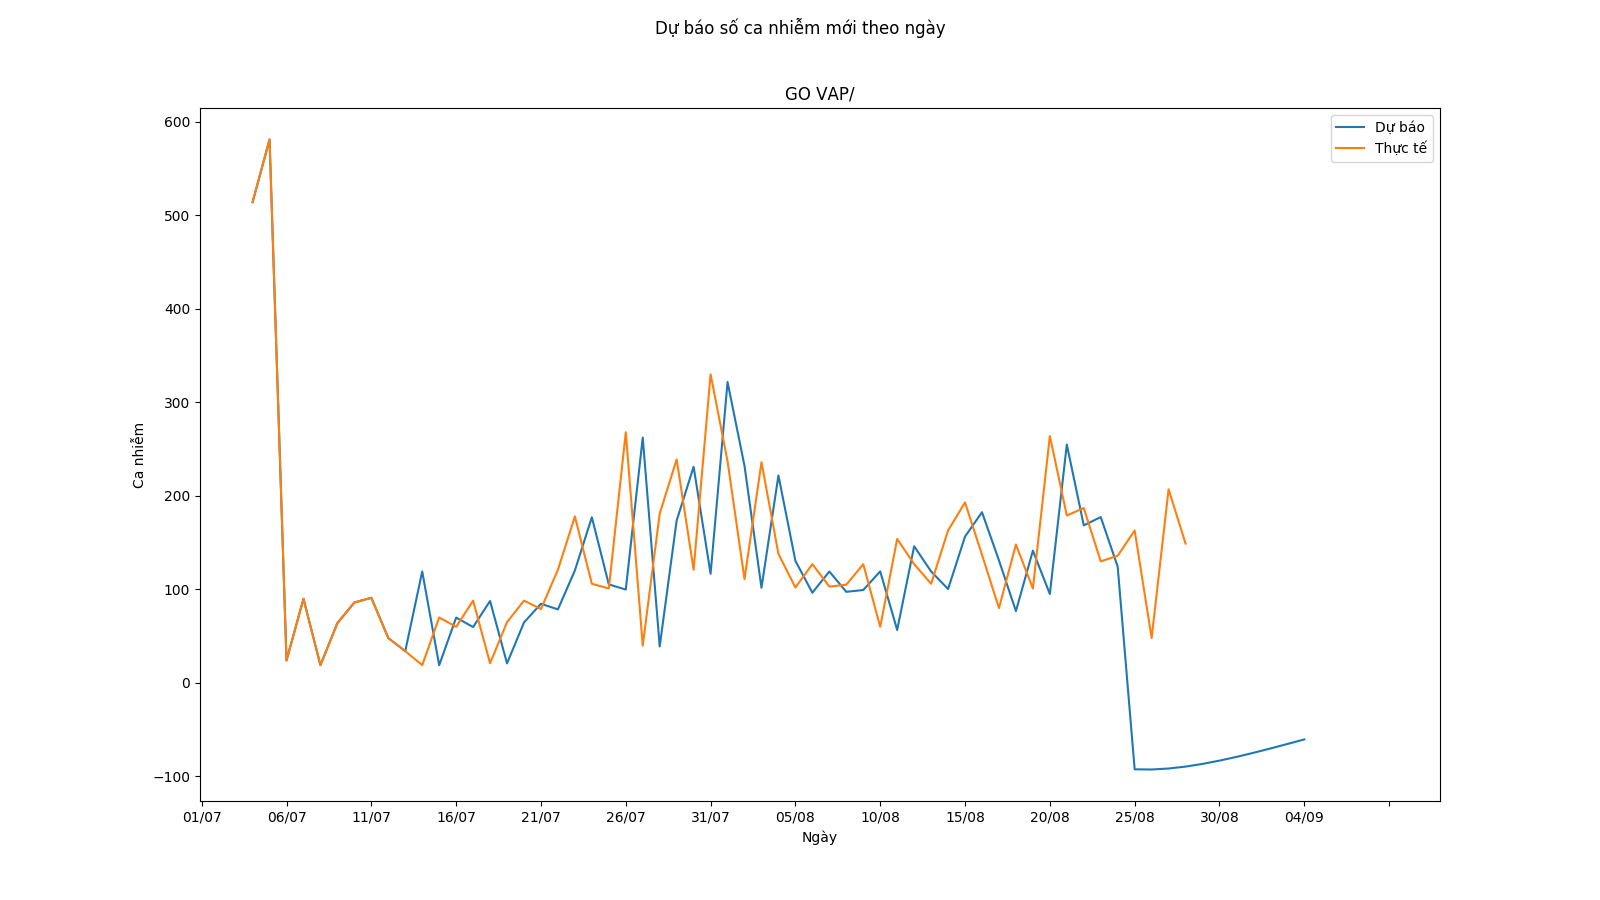 Dự báo số ca nhiễm mới theo ngày
GO VAP/
Dự báo
Thực tế
600
500
400
300
200
100
0
−100
Ca nhiễm
01/07 06/07 11/07 16/07 21/07 26/07 31/07 05/08 10/08 15/08 20/08 25/08 30/08 04/09
Ngày